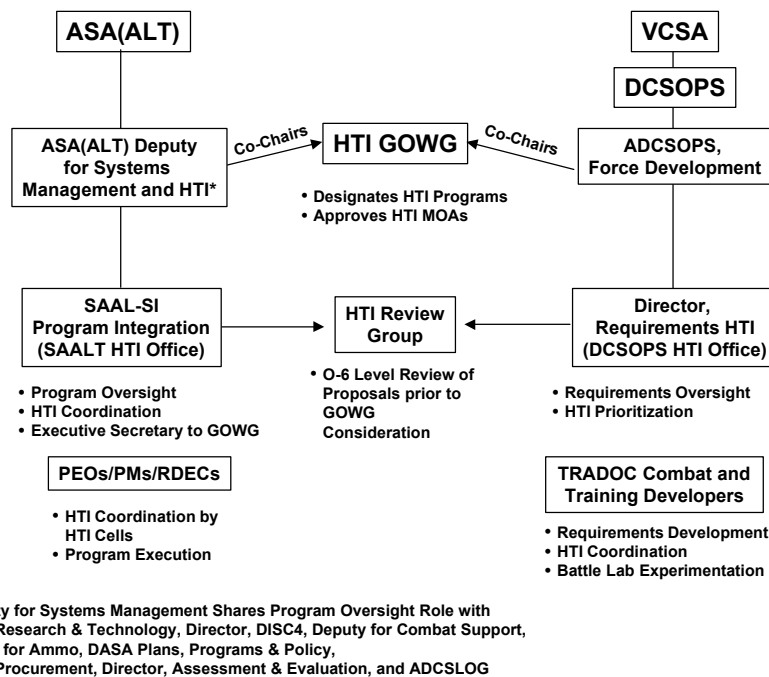 ASA(ALT)
VCSA
DCSOPS
ASA(ALT) Deputy
for Systems
Management and HTI*
Co-Chairs
HTI GOWG
Co-Chairs
ADCSOPS,
Force Development
• Designates HTI Programs
• Approves HTI MOAs
SAAL-SI
Program Integration
(SAALT HTI Office)
HTI Review
Group
Director,
Requirements HTI
(DCSOPS HTI Office)
• Program Oversight
• HTI Coordination
• Executive Secretary to GOWG
• O-6 Level Review of
Proposals prior to
GOWG
Consideration
• Requirements Oversight
• HTI Prioritization
PEOs/PMs/RDECs
TRADOC Combat and
Training Developers
• HTI Coordination by
HTI Cells
• Program Execution
• Requirements Development
• HTI Coordination
• Battle Lab Experimentation
for Systems Management Shares Program Oversight Role with
Research & Technology, Director, DISC4, Deputy for Combat Support,
for Ammo, DASA Plans, Programs & Policy,
Procurement, Director, Assessment & Evaluation, and ADCSLOG